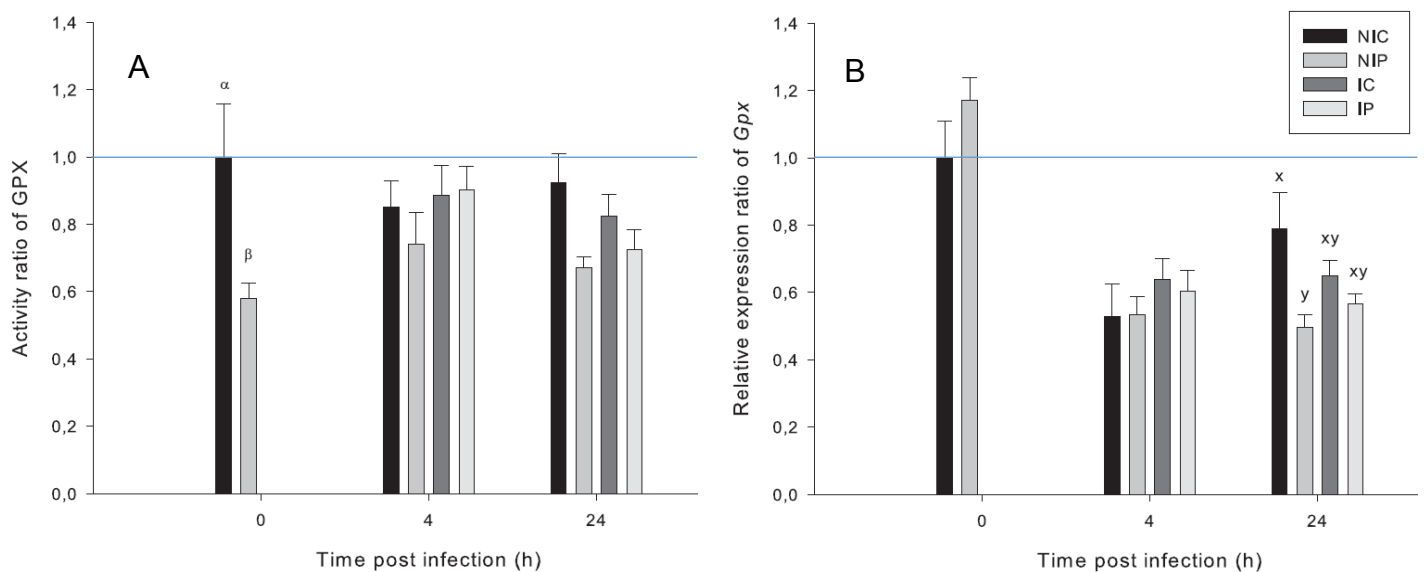 A
1,4
1,2
1,0
0,8
0,6
0,4
0,2
0,0
Activity ratio of GPX
α
β
0
4
24
Time post infection (h)
B
1,4
1,2
1,0
0,8
0,6
0,4
0,2
0,0
Relative expression ratio of Gpx
x
y
xy
xy
0
4
24
Time post infection (h)
NIC
NIP
IC
IP